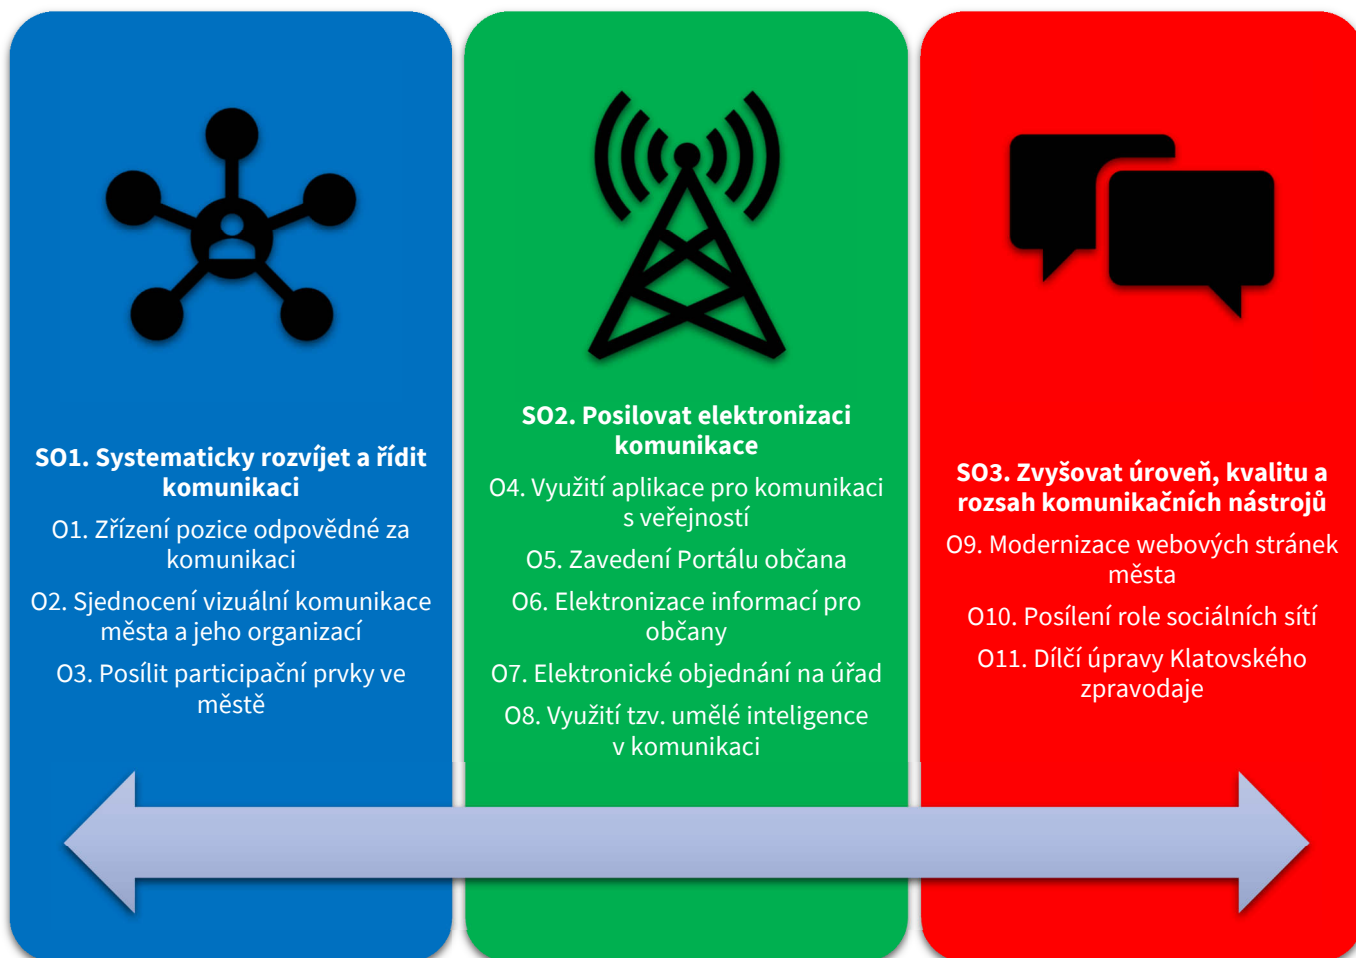 SO1. Systematicky rozvíjet a řídit
komunikaci
O1. Zřízení pozice odpovědné za
komunikaci
O2. Sjednocení vizuální komunikace
města a jeho organizací
O3. Posílit participační prvky ve
městě
SO2. Posilovat elektronizaci
komunikace
O4. Využití aplikace pro komunikaci
s veřejností
O5. Zavedení Portálu občana
O6. Elektronizace informací pro
občany
O7. Elektronické objednání na úřad
O8. Využití tzv. umělé inteligence
v komunikaci
SO3. Zvyšovat úroveň, kvalitu a
rozsah komunikačních nástrojů
O9. Modernizace webových stránek
města
O10. Posílení role sociálních sítí
O11. Dílčí úpravy Klatovského
zpravodaje